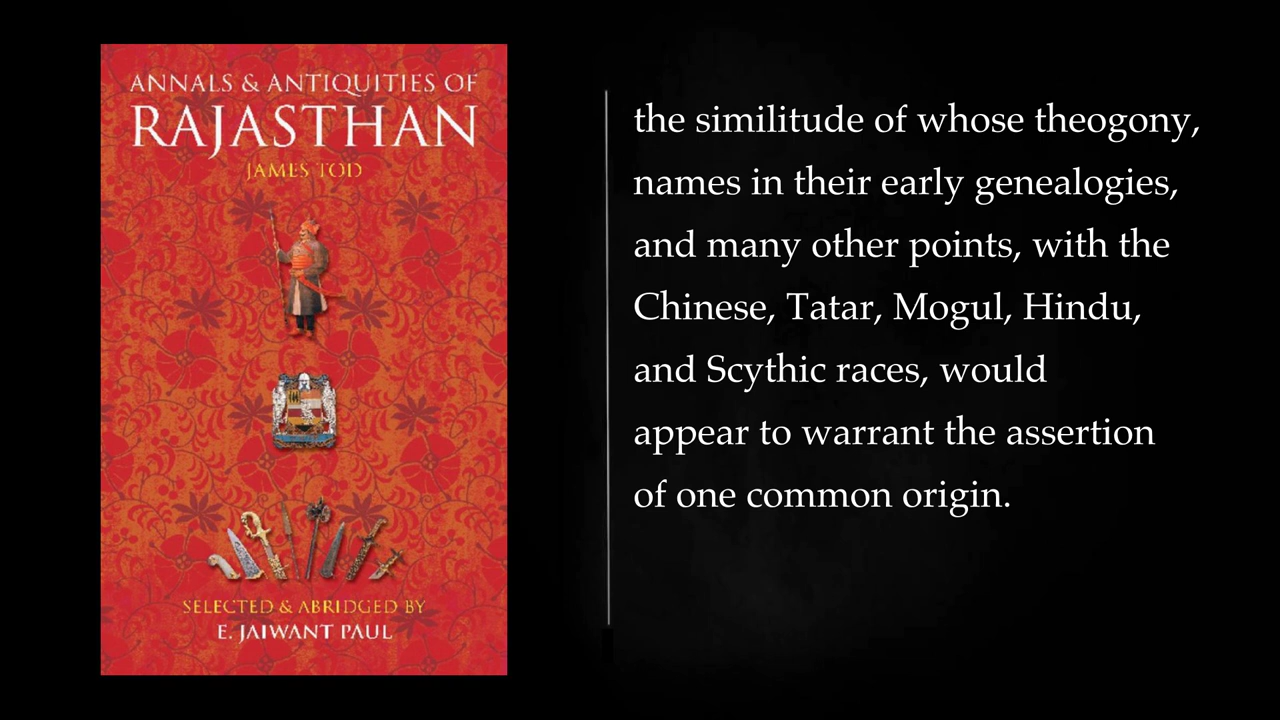 ANNALS & ANTIQUITIES OF
RAJASTHAN
JAMES TOD
SELECTED & ABRIDGED BY
E. JAIWANT PAUL
the similitude of whose theogony,
names in their early genealogies,
and many other points, with the
Chinese, Tatar, Mogul, Hindu,
and Scythic races, would
appear to warrant the assertion
of one common origin.